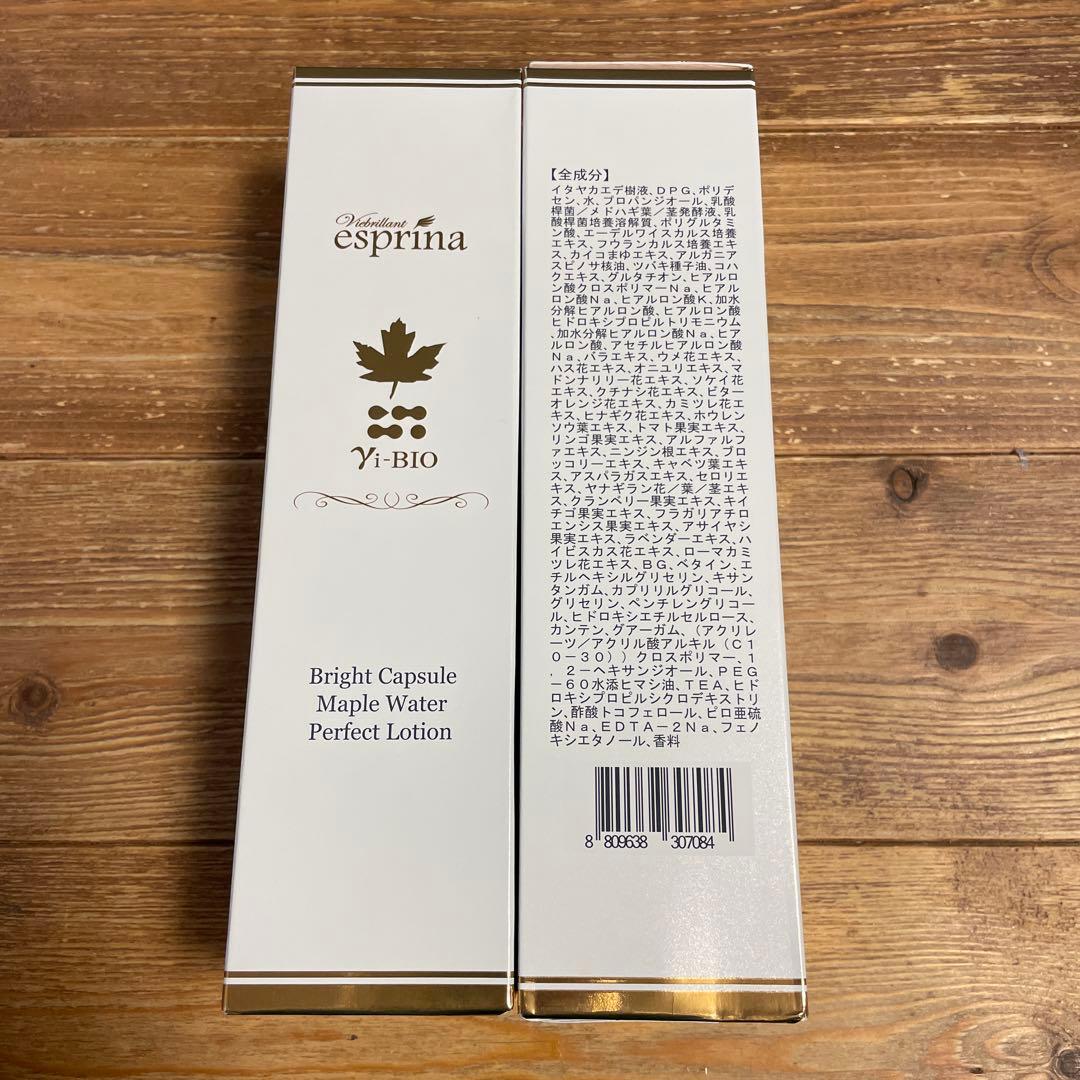 Viebrillant
esprina
γi-BIO
Bright Capsule
Maple Water
Perfect Lotion
【全成分】
イタヤカエデ樹液、DPG、ポリデ
セン、水、プロパンジオール、乳酸
桿菌/メドハギ葉/茎発酵液、乳
酸桿菌培養溶解質、ポリグルタミ
ン酸、エーデルワイスカルス培養
エキス、フウランカルス培養エキ
ス、カイコまゆエキス、アルガニア
スピノサ核油、ツバキ種子油、コハ
クエキス、グルタチオン、ヒアルロ
ン酸クロスポリマーNa、ヒアル
ロン酸Na、ヒアルロン酸K、加水
分解ヒアルロン酸、ヒアルロン酸
ヒドロキシプロピルトリモニウム
、加水分解ヒアルロン酸Na、ヒア
ルロン酸、アセチルヒアルロン酸
Na、バラエキス、ウメ花エキス、
ハス花エキス、オニユリエキス、マ
ドンナリリー花エキス、ソケイ花
エキス、クチナシ花エキス、ビター
オレンジ花エキス、カミツレ花エ
キス、ヒナギク花エキス、ホウレン
ソウ葉エキス、トマト果実エキス、
リンゴ果実エキス、アルファルフ
ァエキス、ニンジン根エキス、ブロ
ッコリーエキス、キャベツ葉エキ
ス、アスパラガスエキス、セロリエ
キス、ヤナギラン花/葉/茎エキ
ス、クランベリー果実エキス、キイ
チゴ果実エキス、フラガリアチロ
エンシス果実エキス、アサイヤシ
果実エキス、ラベンダーエキス、ハ
イビスカス花エキス、ローマカミ
ツレ花エキス、BG、ベタイン、エ
チルヘキシルグリセリン、キサン
タンガム、カプリリルグリコール、
グリセリン、ペンチレングリコー
ル、ヒドロキシエチルセルロース、
カンテン、グアーガム、(アクリレ
ーツ/アクリル酸アルキル(C1
0-30))クロスポリマー、1
,2-ヘキサンジオール、PEG
-60水添ヒマシ油、TEA、ヒド
ロキシプロピルシクロデキストリ
ン、酢酸トコフェロール、ピロ亜硫
酸Na、EDTA-2Na、フェノ
キシエタノール、香料
8 809638 307084